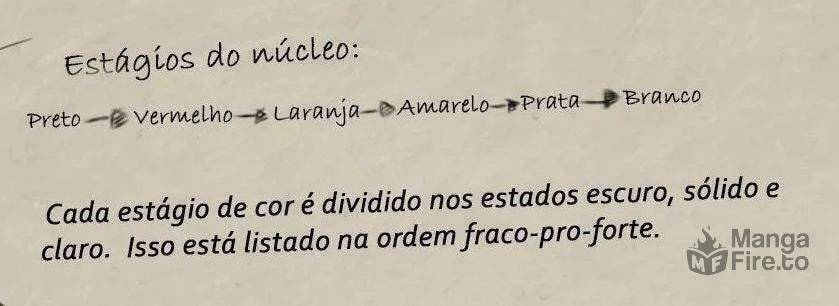 Estágios do núcleo:
Preto → Vermelho → Laranja → Amarelo → Prata → Branco
Cada estágio de cor é dividido nos estados escuro, sólido e
claro. Isso está listado na ordem fraco-pro-forte.
Manga
MF Fire.to